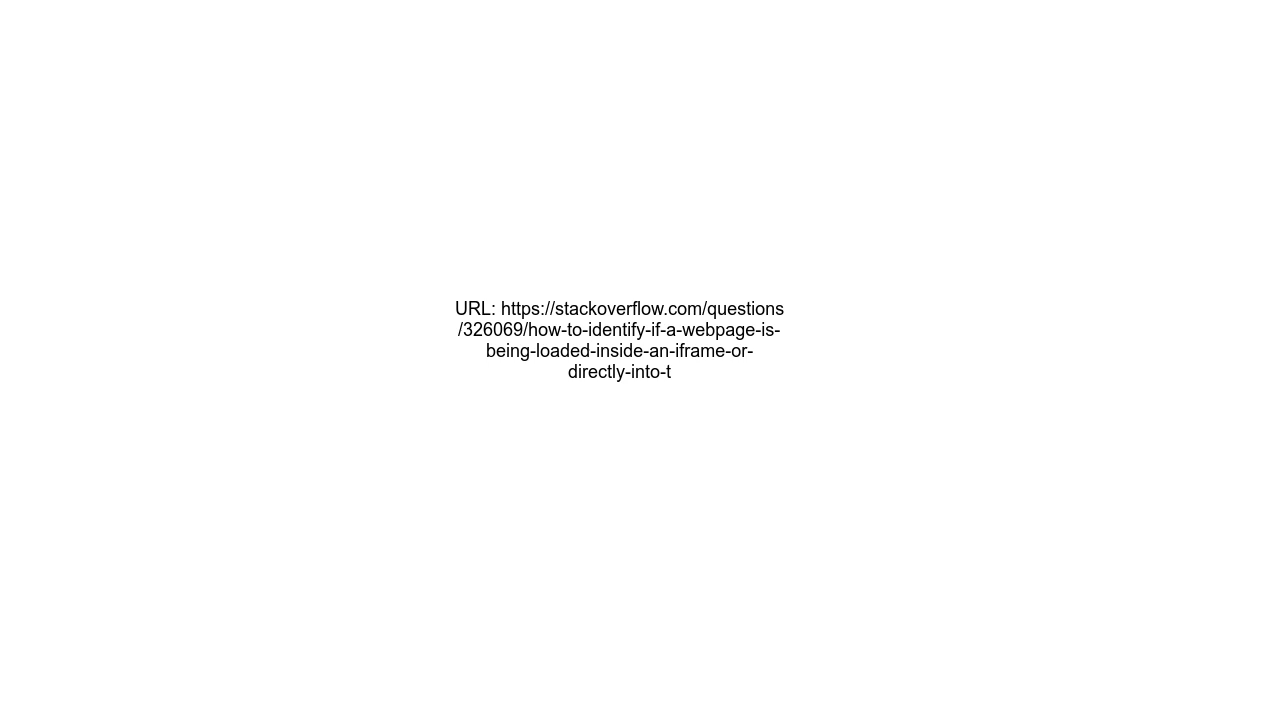 URL: https://stackoverflow.com/questions
/326069/how-to-identify-if-a-webpage-is-
being-loaded-inside-an-iframe-or-
directly-into-t